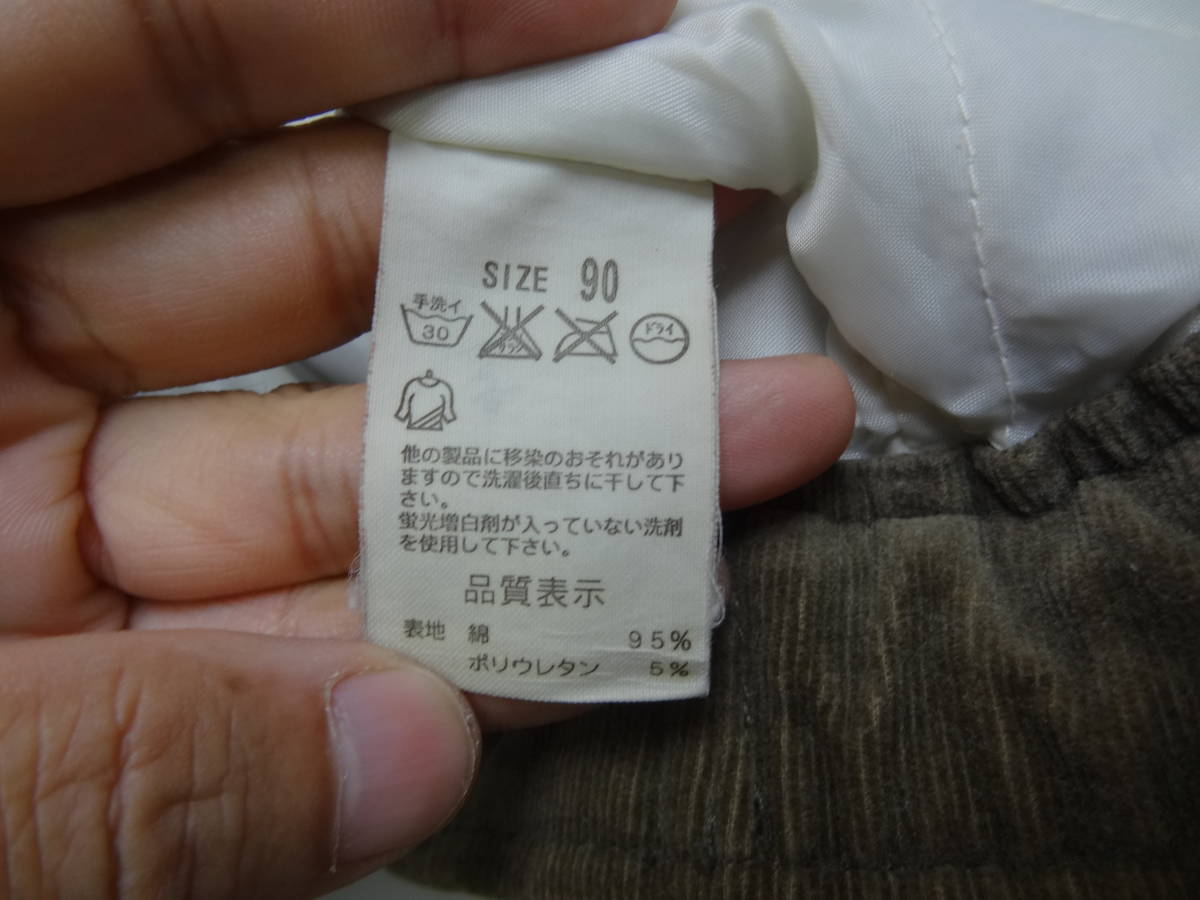 SIZE 90
手洗イ
30 ドライ
他の製品に移染のおそれがあり
ますので洗濯後直ちに干して下
さい。
蛍光増白剤が入っていない洗剤
を使用して下さい。
品質表示
表地 綿 95%
ポリウレタン 5%